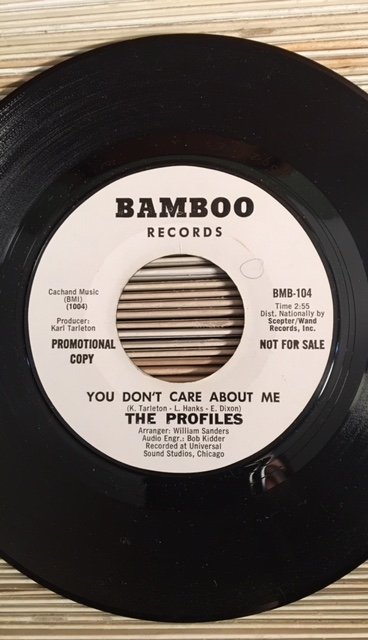 BAMBOO
RECORDS
Cachand Music
(BMI)
(1004)
Producer:
Karl Tarleton
PROMOTIONAL
COPY
BMB-104
Time 2:55
Dist. Nationally by
Scepter/Wand
Records, Inc.
NOT FOR SALE
YOU DON'T CARE ABOUT ME
(K. Tarleton - L. Hanks - E. Dixon)
THE PROFILES
Arranger: William Sanders
Audio Engr.: Bob Kidder
Recorded at Universal
Sound Studios, Chicago